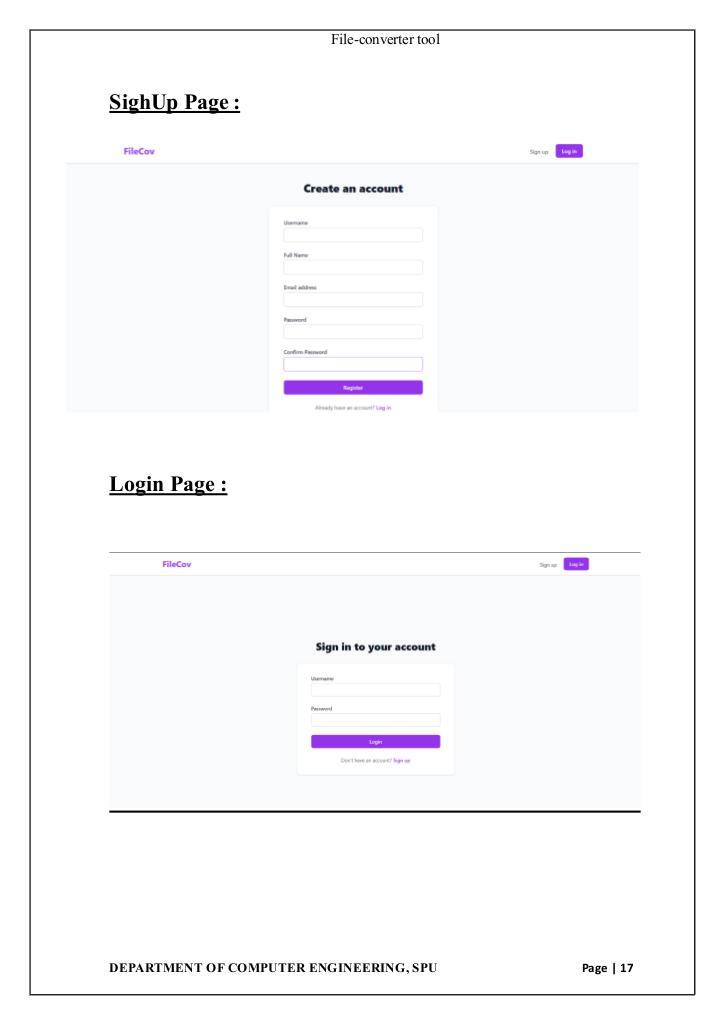 File-converter tool
SighUp Page :
FileCov
Sign up
Log in
Create an account
Username
Full Name
Email address
Password
Confirm Password
Register
Already have an account? Log in
Login Page :
FileCov
Sign up
Log in
Sign in to your account
Username
Password
Login
Don't have an account? Sign up
DEPARTMENT OF COMPUTER ENGINEERING, SPU
Page | 17